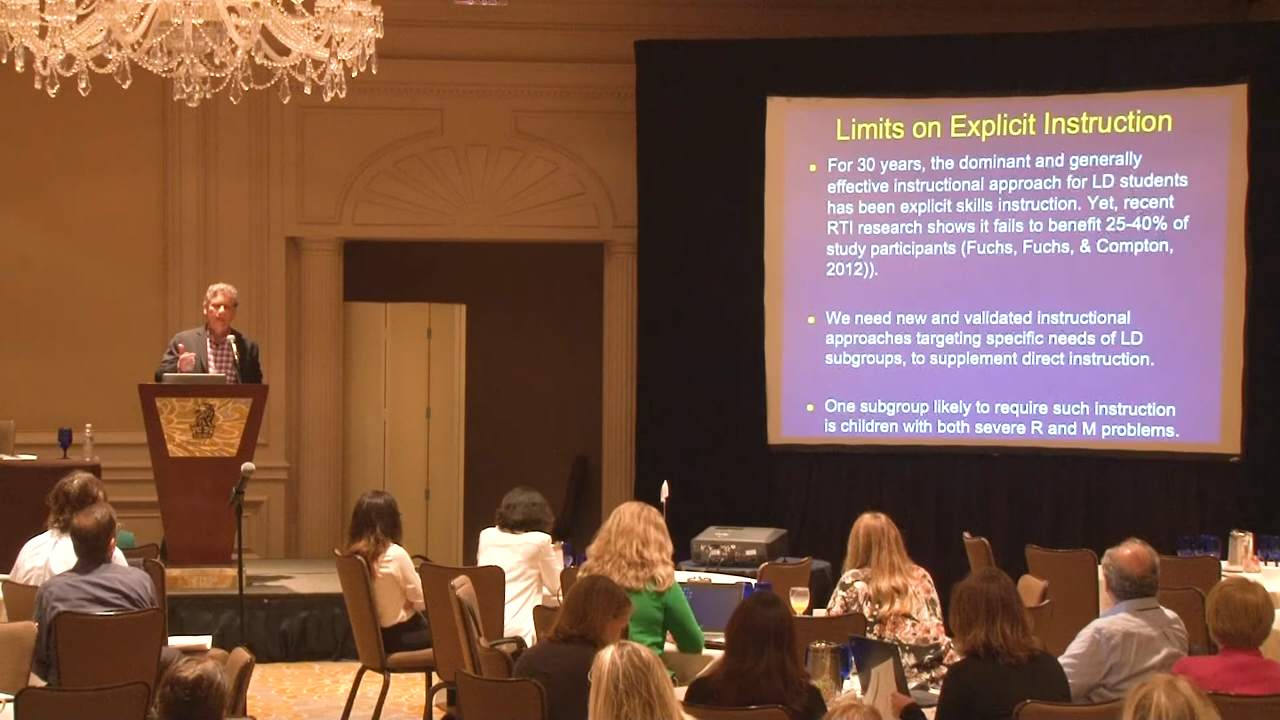 Limits on Explicit Instruction
For 30 years, the dominant and generally
effective instructional approach for LD students
has been explicit skills instruction. Yet, recent
RTI research shows it fails to benefit 25-40% of
study participants (Fuchs, Fuchs, & Compton,
2012)).
We need new and validated instructional
approaches targeting specific needs of LD
subgroups, to supplement direct instruction.
One subgroup likely to require such instruction
is children with both severe R and M problems.